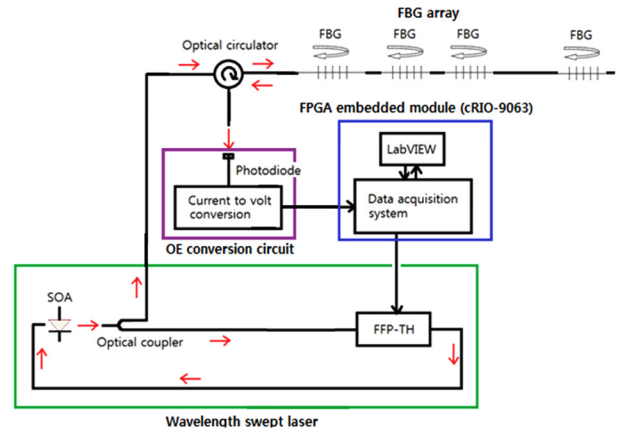 FBG array
FBG
FBG
FBG
FBG
Optical circulator
FPGA embedded module (cRIO-9063)
LabVIEW
Photodiode
Current to volt
conversion
Data acquisition
system
OE conversion circuit
SOA
Optical coupler
FFP-TH
Wavelength swept laser